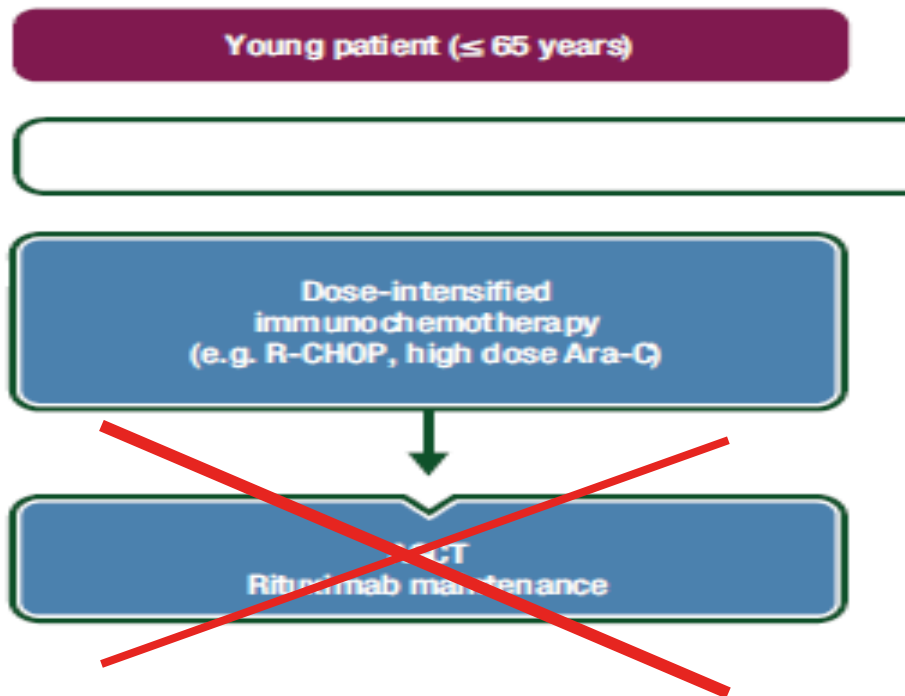 Young patient (≤ 65 years)
Dose-intensified
immunochemotherapy
(e.g. R-CHOP, high dose Ara-C)
Rituximab maintenance